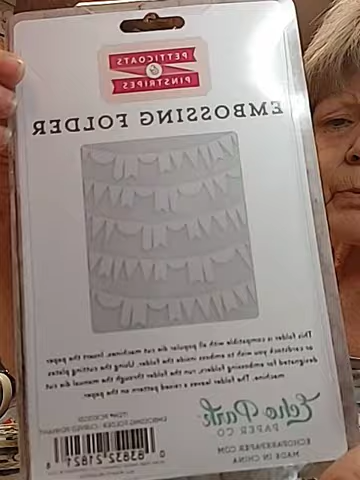 PETTICOATS
&
PINSTRIPES
EMBOSSING FOLDER
This folder is compatible with all popular die cut machines. Insert the paper
or cardstock you wish to emboss inside the folder. Using the cutting plates
designated for embossing folders, run the folder through the manual die cut
machine. The folder leaves a raised pattern on the paper.
Echo Park
PAPER CO
ECHOPARKPAPER.COM
MADE IN CHINA
EMBOSSING FOLDER